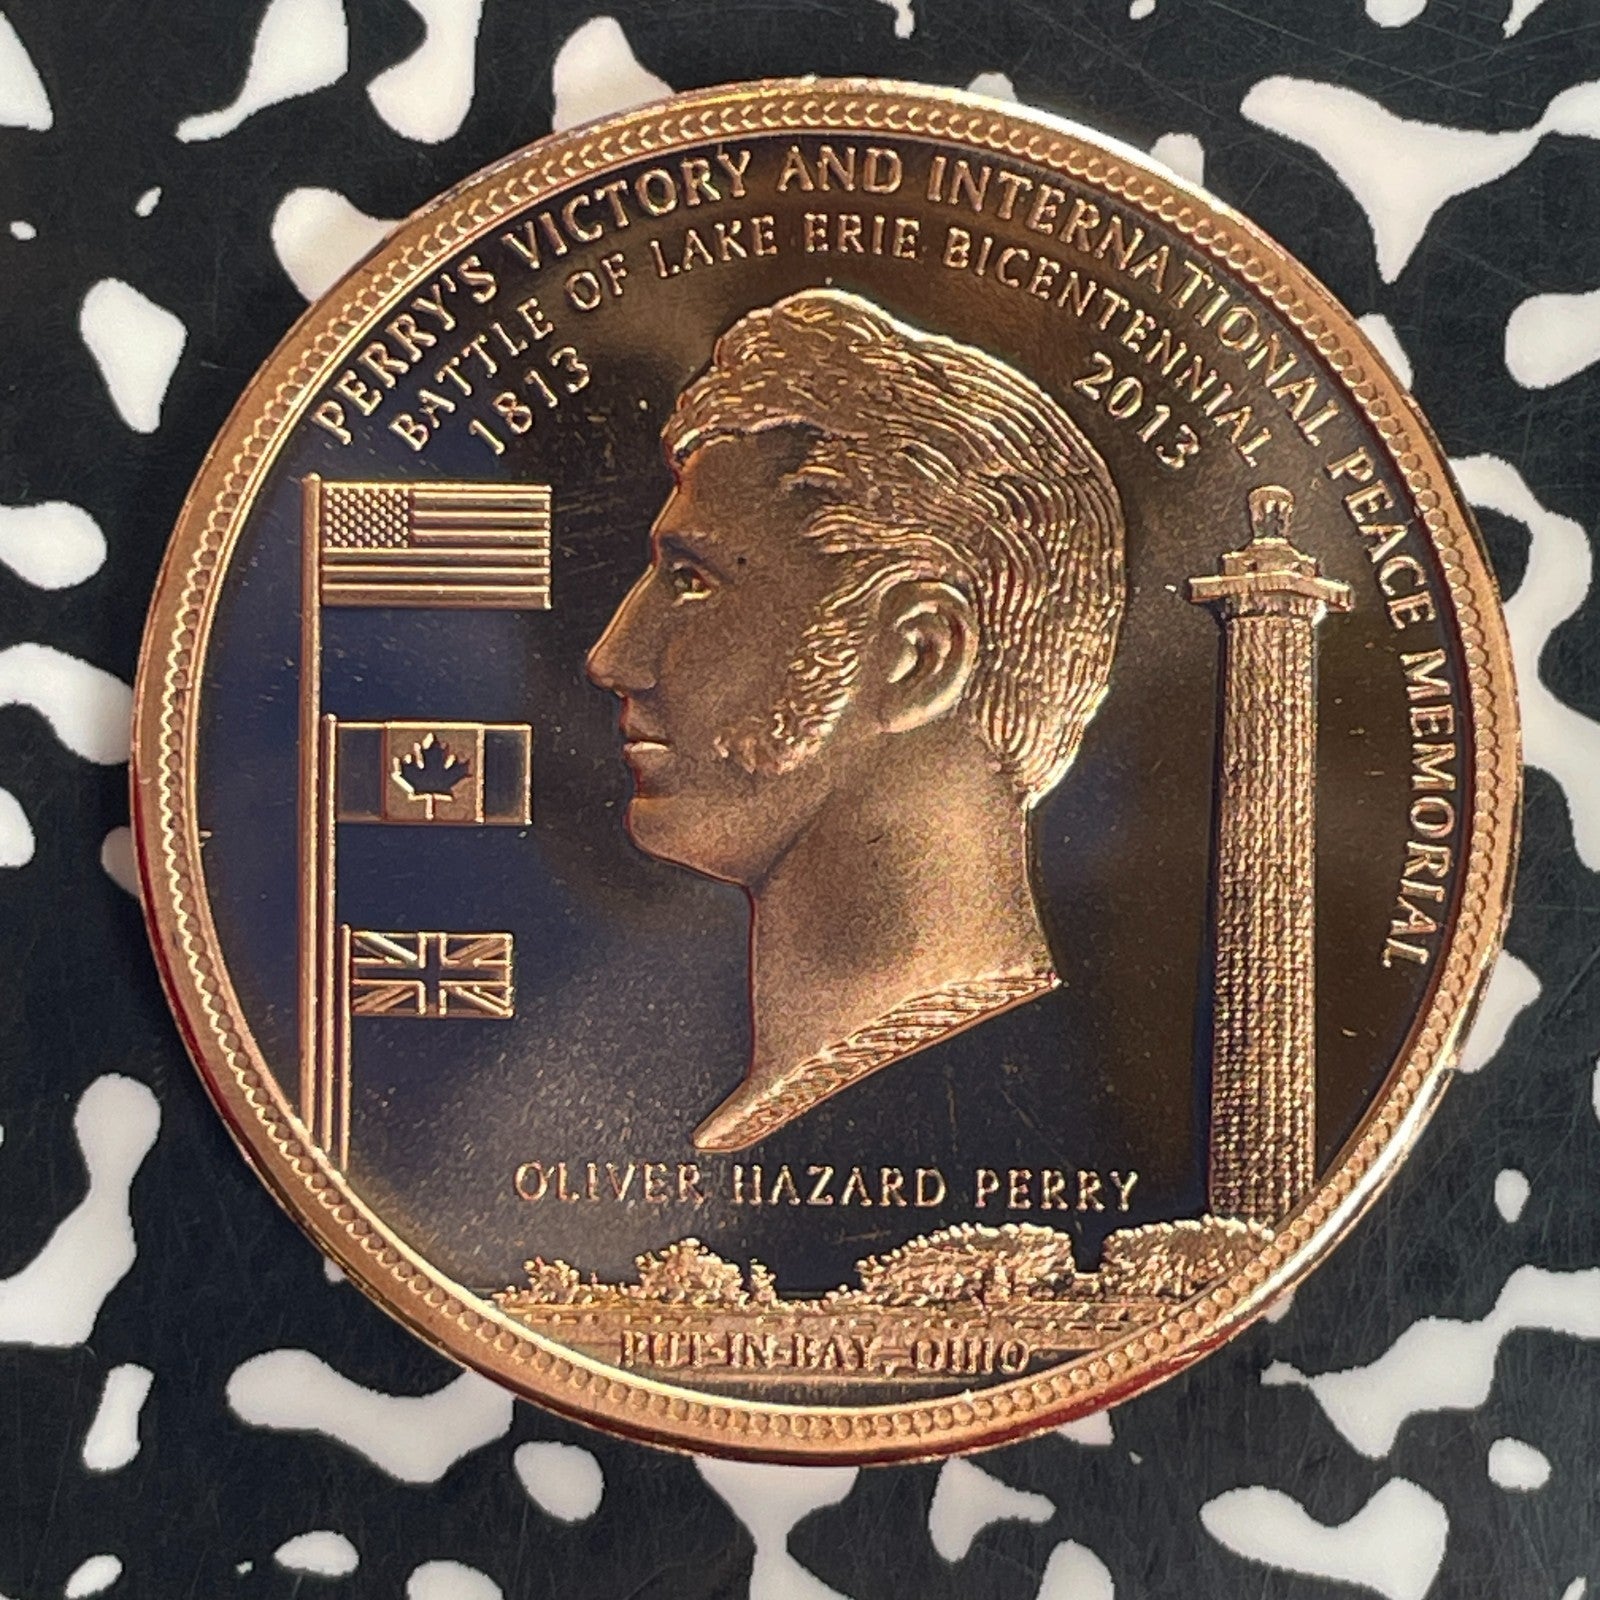 PERRY'S VICTORY AND INTERNATIONAL PEACE MEMORIAL
BATTLE OF LAKE ERIE BICENTENNIAL
1813 2013
OLIVER HAZARD PERRY
PUT-IN-BAY, OHIO